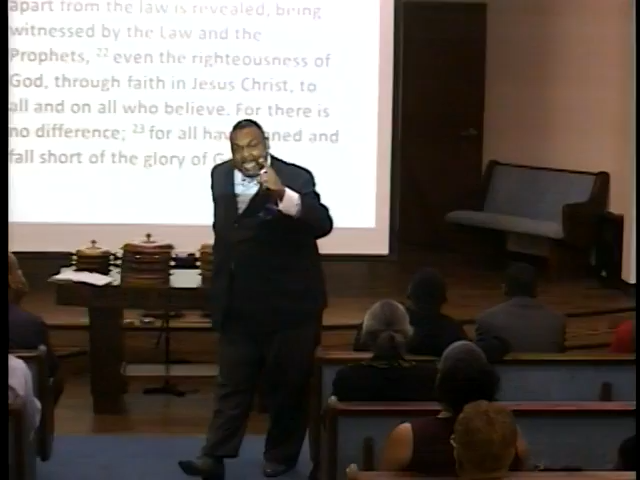 apart from the law is revealed, being
witnessed by the Law and the
Prophets, 22 even the righteousness of
God, through faith in Jesus Christ, to
all and on all who believe. For there is
no difference; 23 for all and
fall short of the glory of